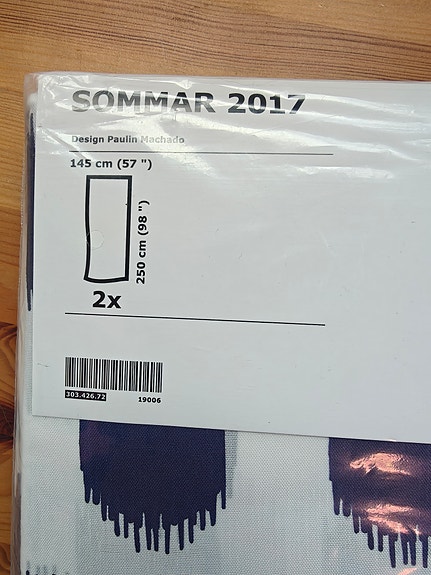 SOMMAR 2017
Design Paulin Machado
145 cm (57 ")
250 cm (98 ")
2x
303.426.72 19006